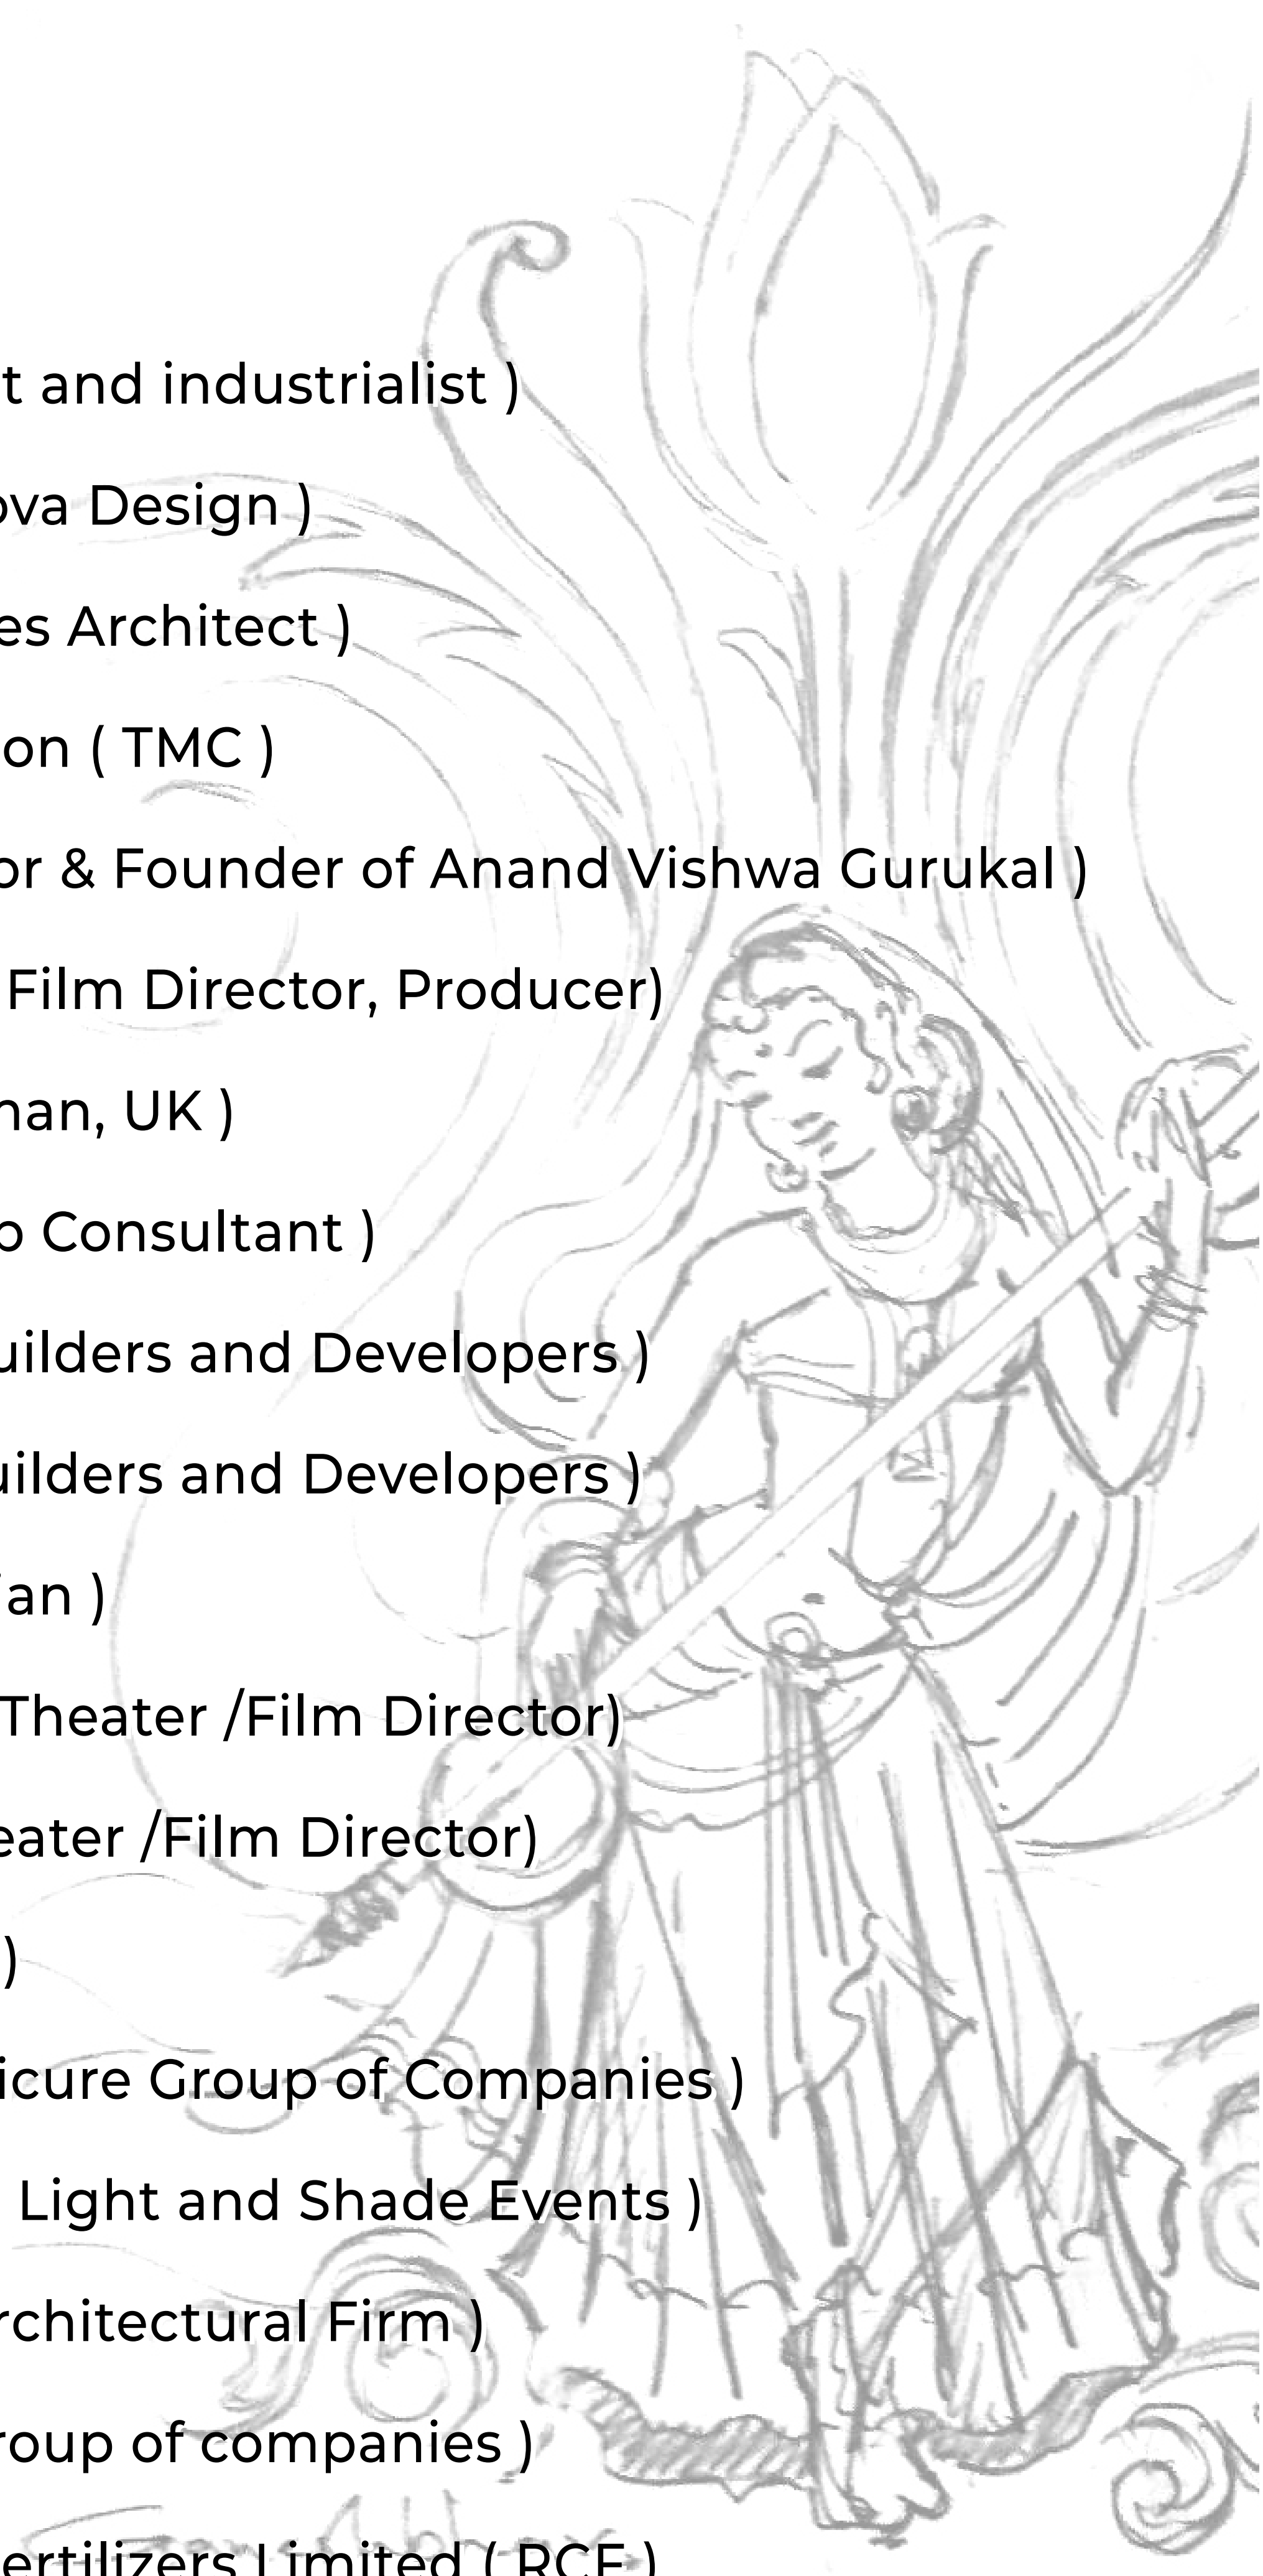 t and industrialist )
ova Design )
es Architect )
on ( TMC )
or & Founder of Anand Vishwa Gurukal )
Film Director, Producer)
nan, UK )
p Consultant )
uilders and Developers )
uilders and Developers )
ian )
Theater /Film Director)
eater /Film Director)
)
icure Group of Companies )
Light and Shade Events )
rchitectural Firm )
roup of companies )
ertilizers Limited ( RCF )